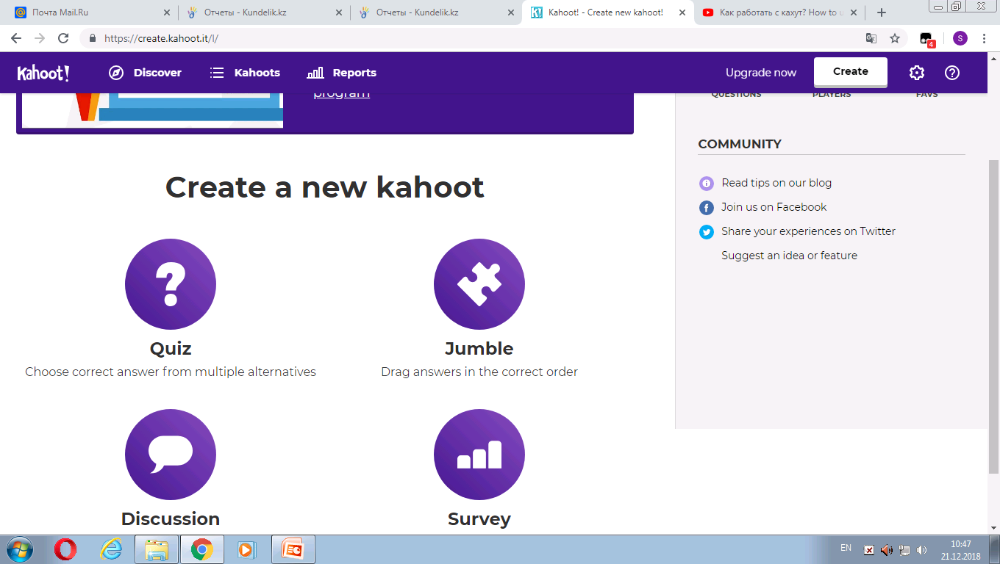 Почта Mail.Ru
Отчеты - Kundelik.kz
Отчеты - Kundelik.kz
Kahoot! - Create new kahoot!
Как работать с кахут? How to u
https://create.kahoot.it/l/
4
S
Kahoot!
Discover
Kahoots
Reports
Upgrade now
Create
program
QUESTIONS
PLAYERS
FAVS
COMMUNITY
Read tips on our blog
Join us on Facebook
Share your experiences on Twitter
Suggest an idea or feature
Create a new kahoot
Quiz
Choose correct answer from multiple alternatives
Jumble
Drag answers in the correct order
Discussion
Survey
EN
10:47
21.12.2018